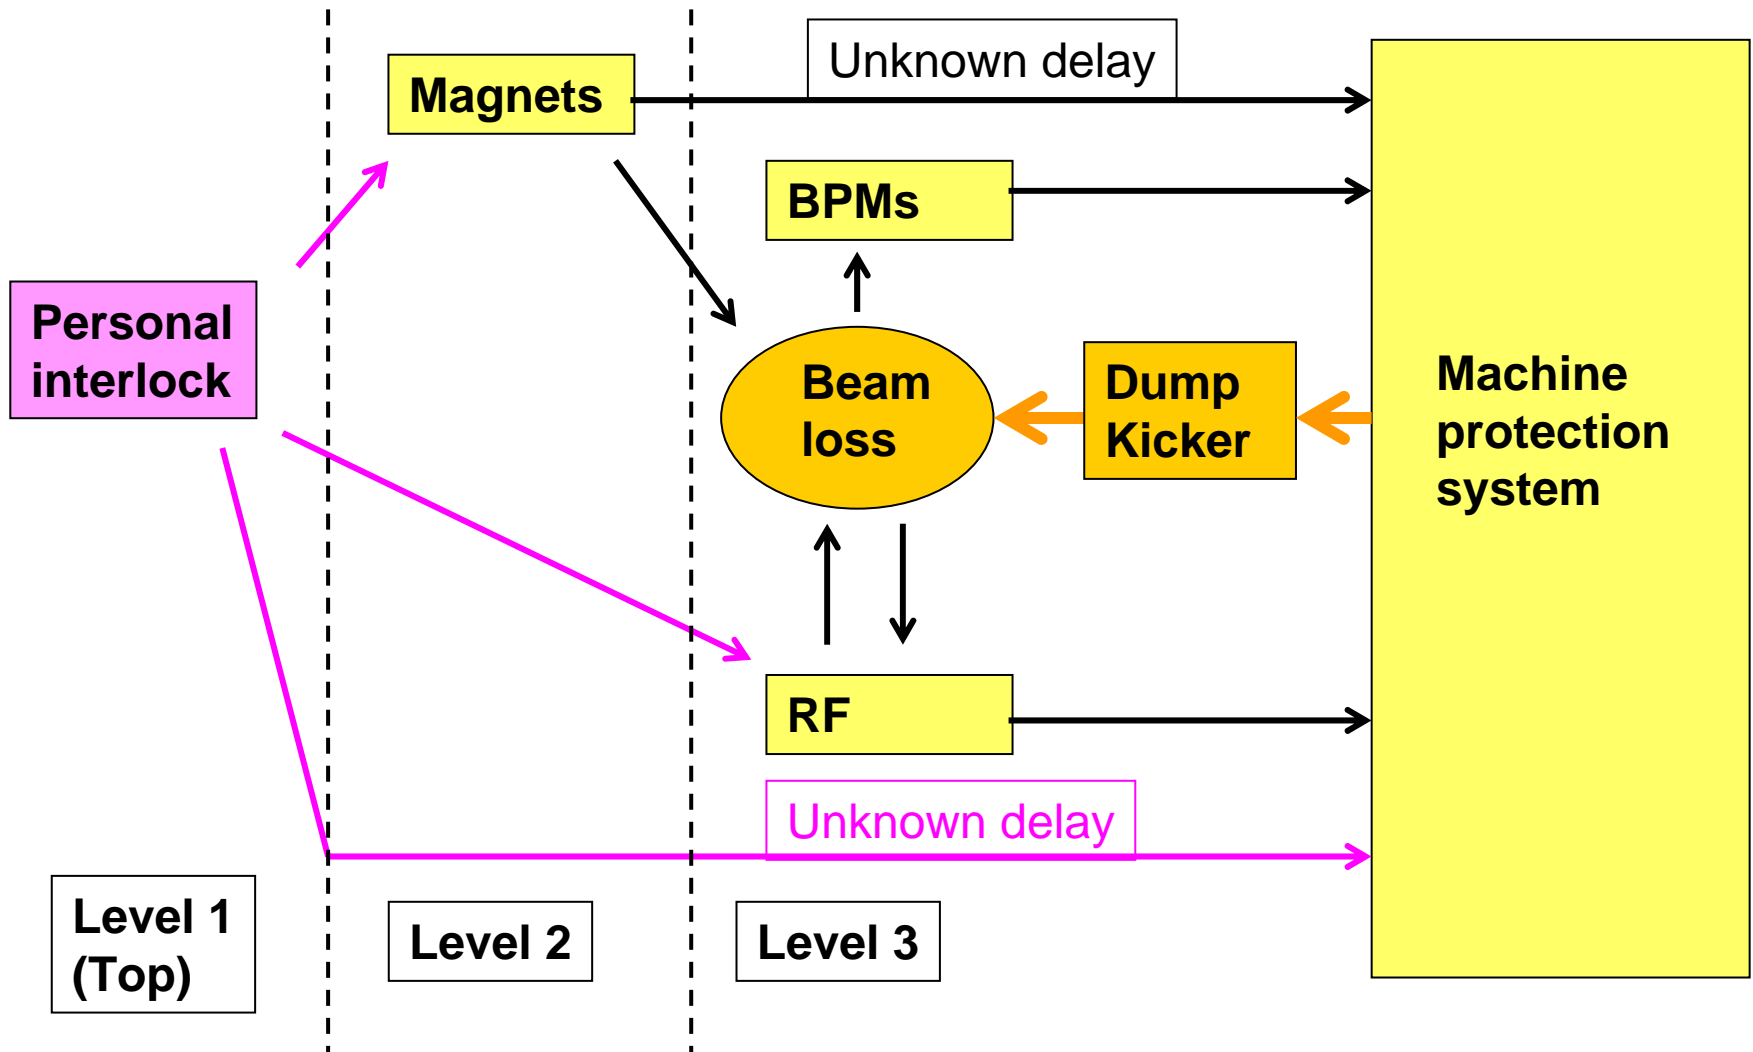 Unknown delay
Magnets
BPMs
Personal
interlock
Beam
loss
Dump
Kicker
Machine
protection
system
RF
Unknown delay
Level 1
(Top)
Level 2
Level 3